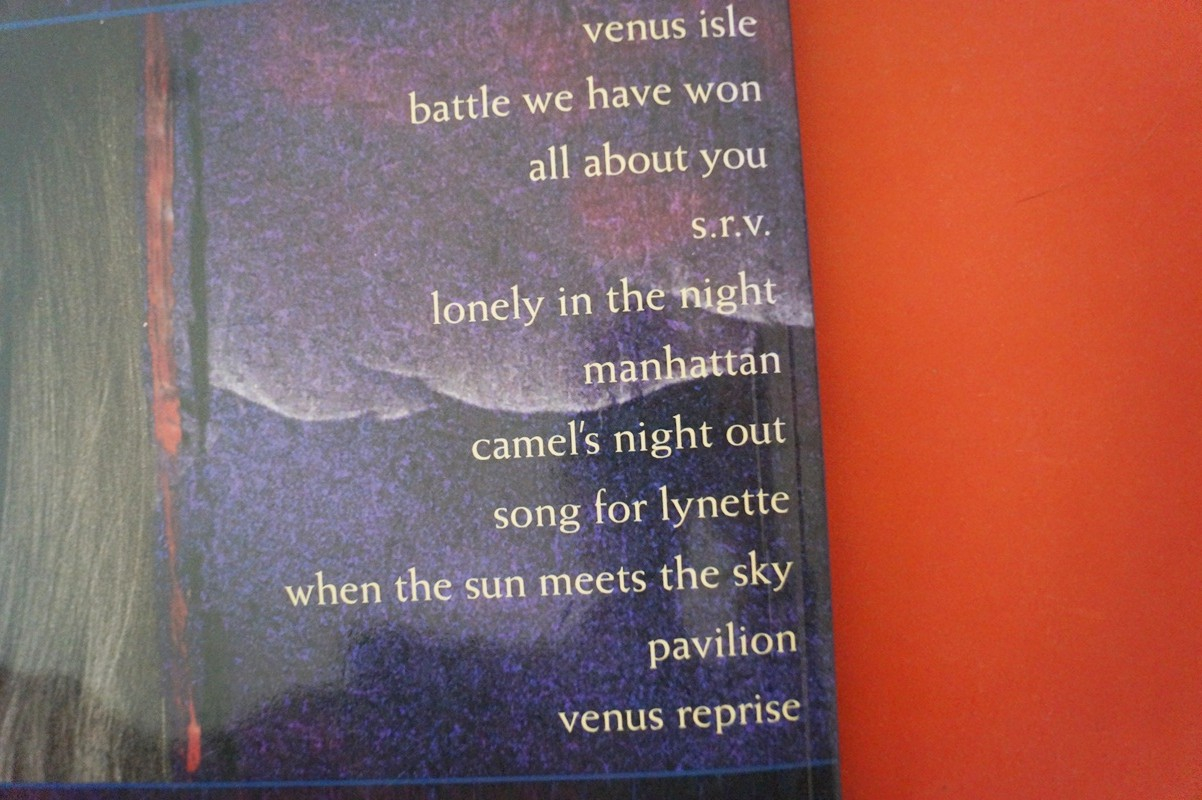 venus isle
battle we have won
all about you
s.r.v.
lonely in the night
manhattan
camel's night out
song for lynette
when the sun meets the sky
pavilion
venus reprise